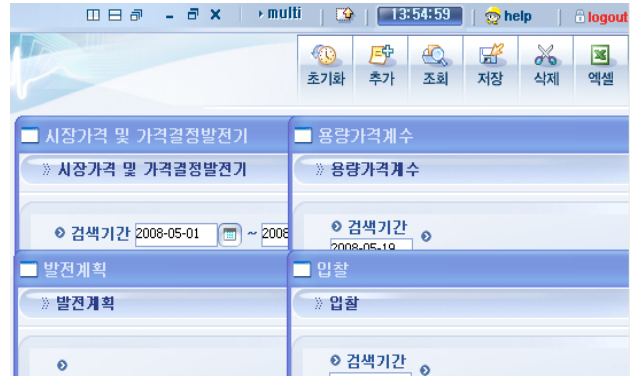 multi 13:54:59 help logout
초기화 추가 조회 저장 삭제 엑셀
시장가격 및 가격결정발전기
용량가격계수
시장가격 및 가격결정발전기
용량가격계수
검색기간 2008-05-01 ~ 2008
검색기간
2008-05-19
발전계획
입찰
발전계획
입찰
검색기간